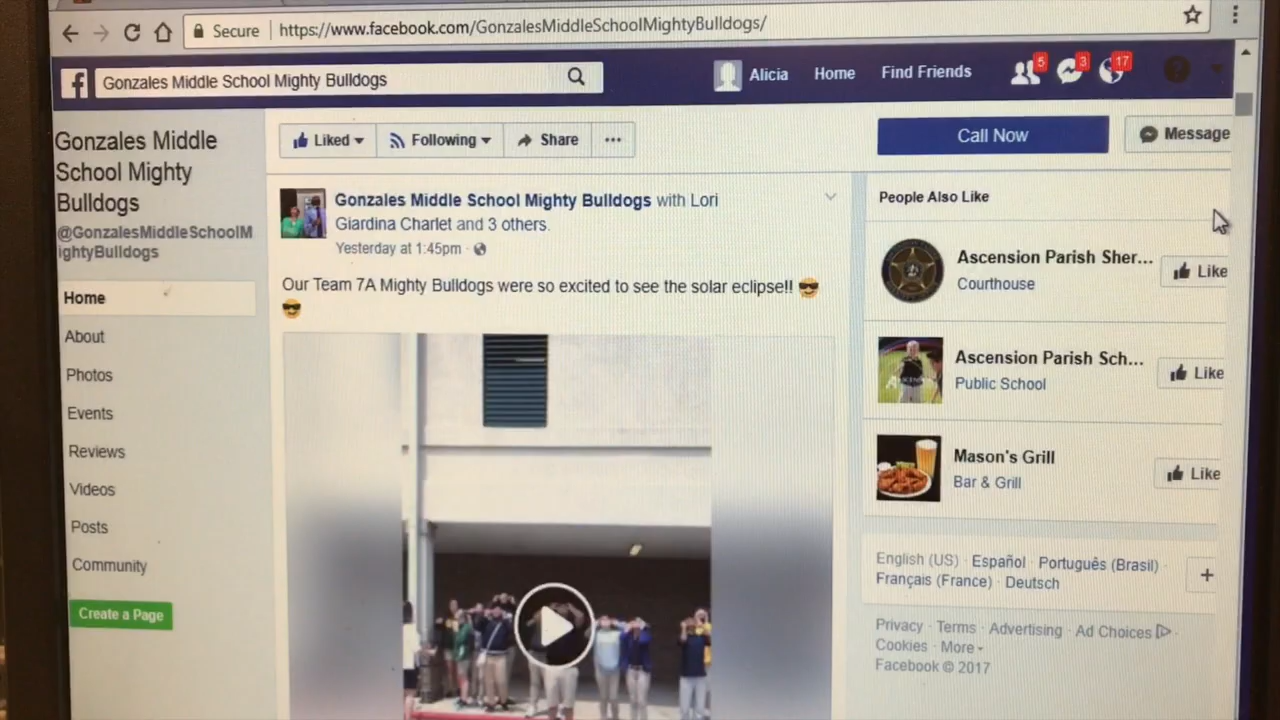 Secure https://www.facebook.com/GonzalesMiddleSchoolMightyBulldogs/
f Gonzales Middle School Mighty Bulldogs
Alicia Home Find Friends 5 3 17
Gonzales Middle
School Mighty
Bulldogs
@GonzalesMiddleSchoolM
ightyBulldogs
Home
About
Photos
Events
Reviews
Videos
Posts
Community
Create a Page
Liked Following Share ...
Call Now Message
Gonzales Middle School Mighty Bulldogs with Lori
Giardina Charlet and 3 others.
Yesterday at 1:45pm ·
Our Team 7A Mighty Bulldogs were so excited to see the solar eclipse!! 😎
😎
People Also Like
Ascension Parish Sher...
Courthouse
Like
Ascension Parish Sch...
Public School
Like
Mason's Grill
Bar & Grill
Like
English (US) · Español · Português (Brasil) ·
Français (France) · Deutsch
+
Privacy · Terms · Advertising · Ad Choices ·
Cookies · More
Facebook © 2017